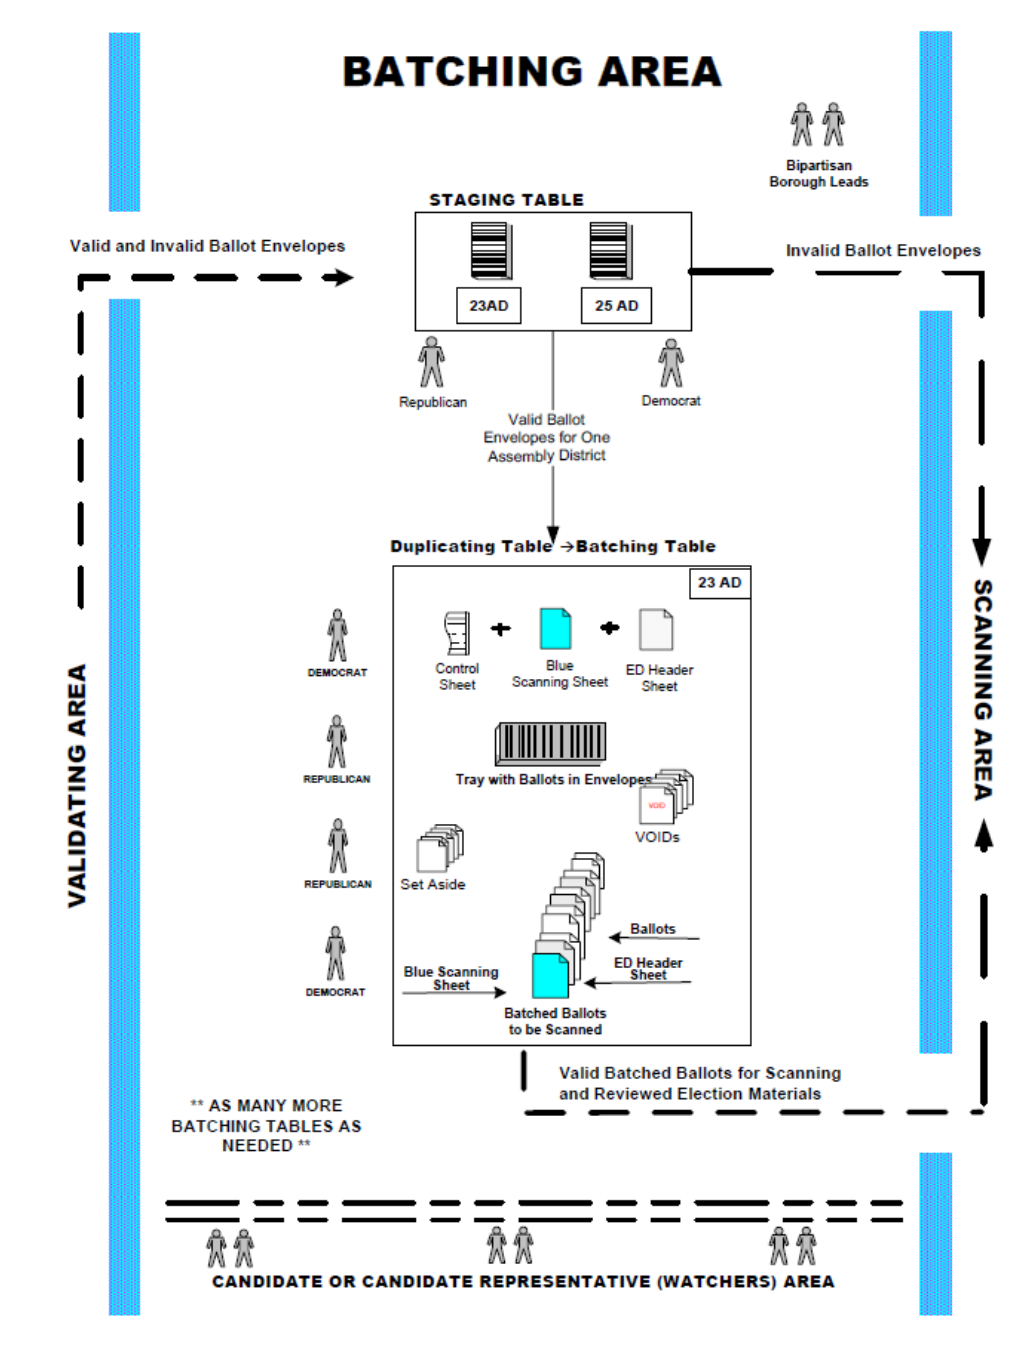 BATCHING AREA
Bipartisan
Borough Leads
STAGING TABLE
Valid and Invalid Ballot Envelopes
Invalid Ballot Envelopes
23AD
25 AD
Republican
Democrat
Valid Ballot
Envelopes for One
Assembly District
Duplicating Table →Batching Table
23 AD
DEMOCRAT
Control
Sheet
Blue
Scanning Sheet
ED Header
Sheet
REPUBLICAN
Tray with Ballots in Envelopes
VOID
VOIDs
REPUBLICAN
Set Aside
Ballots
ED Header
Sheet
Blue Scanning
Sheet
DEMOCRAT
Batched Ballots
to be Scanned
VALIDATING AREA
SCANNING AREA
Valid Batched Ballots for Scanning
and Reviewed Election Materials
** AS MANY MORE
BATCHING TABLES AS
NEEDED **
CANDIDATE OR CANDIDATE REPRESENTATIVE (WATCHERS) AREA